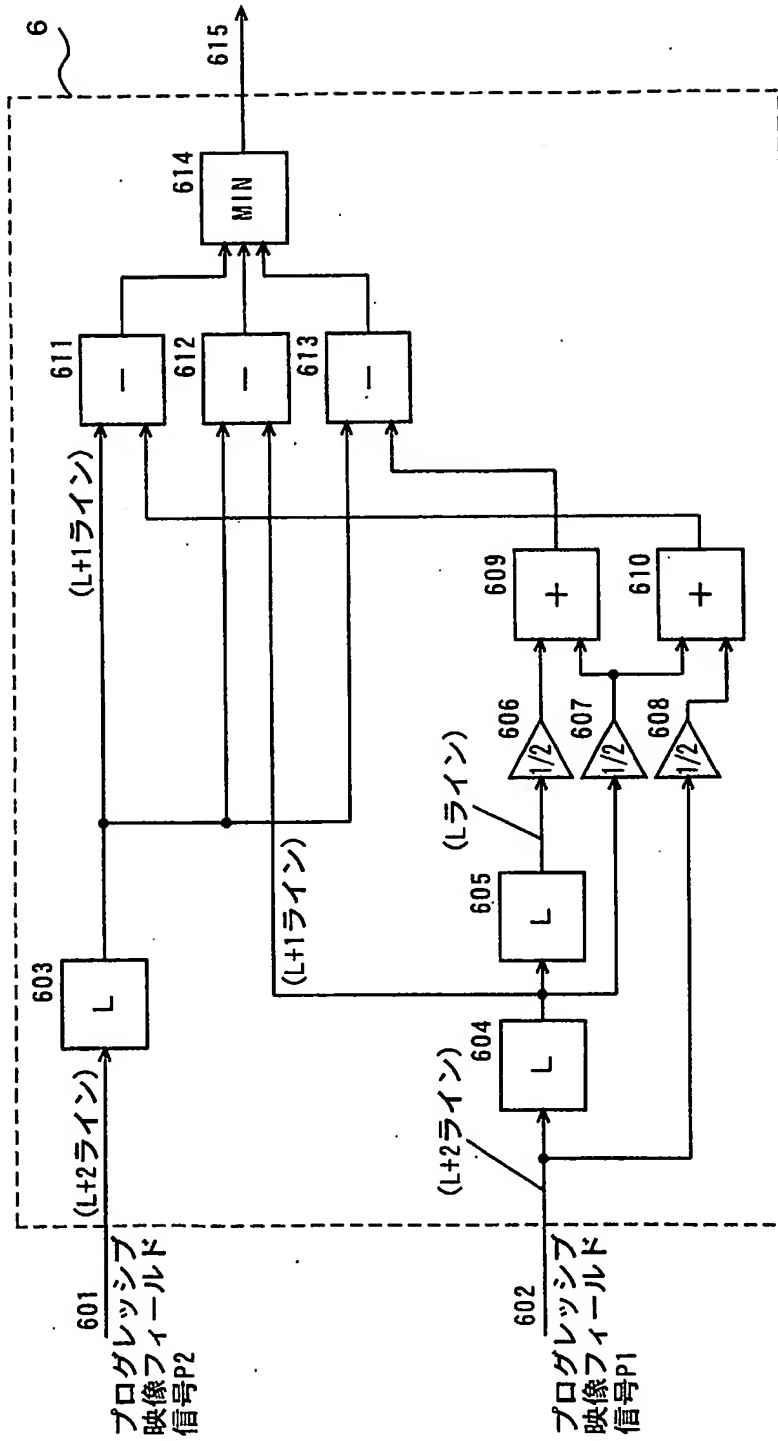 6
615
614
MIN
611
−
612
−
613
−
(L+1ライン)
603
L
(L+2ライン)
601
プログレッシブ
映像フィールド
信号P2
(L+1ライン)
609
+
610
+
606
1/2
607
1/2
608
1/2
(Lライン)
605
L
604
L
(L+2ライン)
602
プログレッシブ
映像フィールド
信号P1